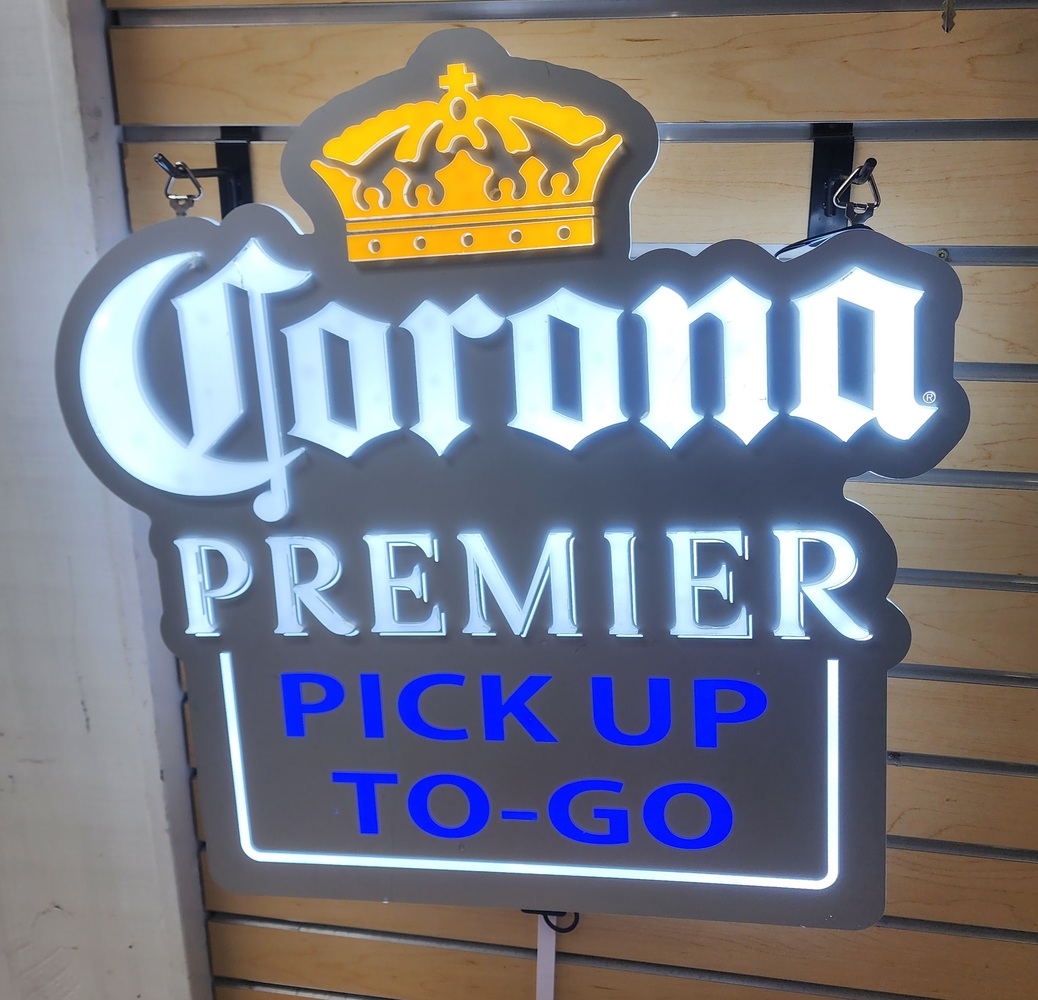 Corona®
PREMIER
PICK UP
TO-GO